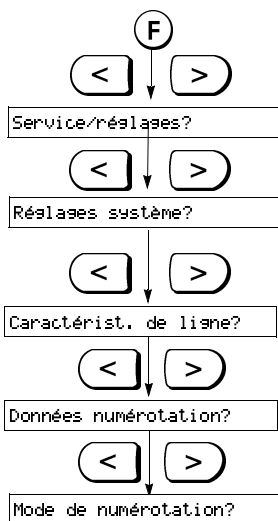 F
< >
Service/réglages?
< >
Réglages système?
< >
Caractérist. de ligne?
< >
Données numérotation?
< >
Mode de numérotation?